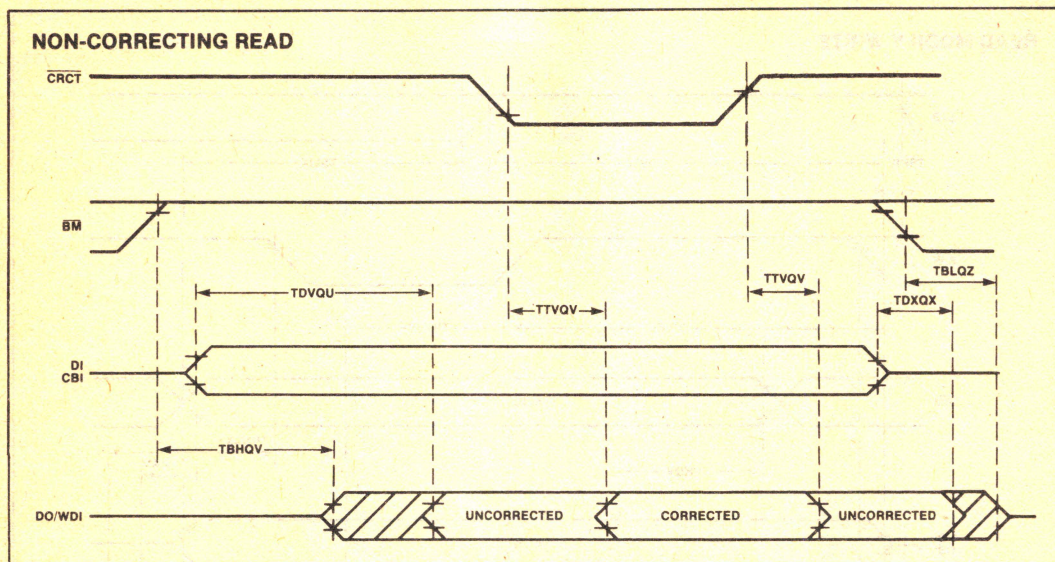 NON-CORRECTING READ
CRCT
BM
TBLQZ
TDVQU
TTVQV
TTVQV
TDXQX
DI
CBI
TBHQV
DO/WDI
UNCORRECTED
CORRECTED
UNCORRECTED